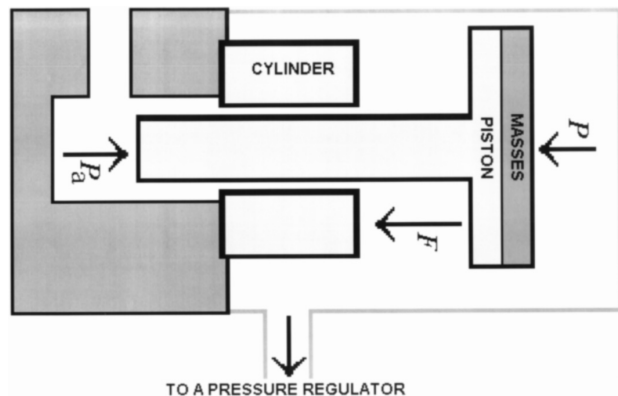 CYLINDER
PISTON
MASSES
P
Pa
F
TO A PRESSURE REGULATOR